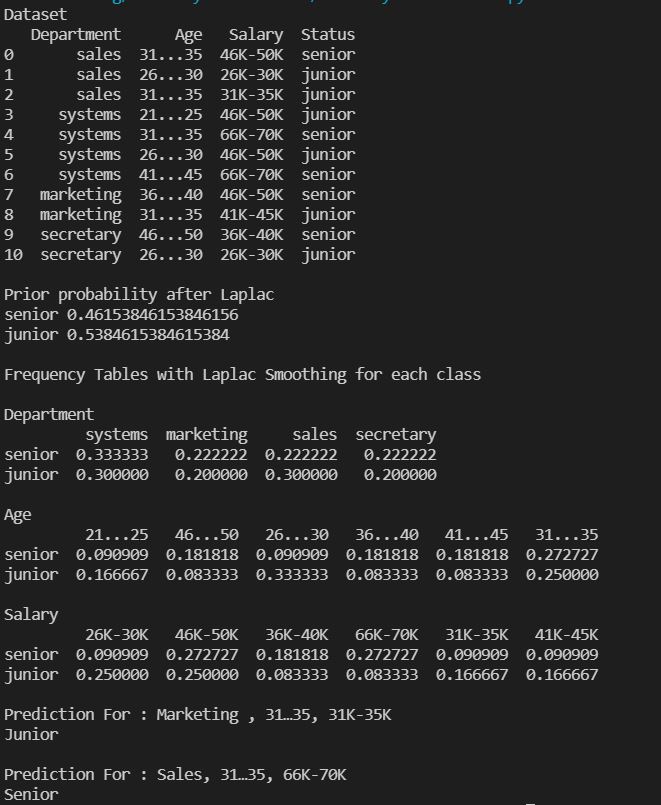 Dataset
Department Age Salary Status
0 sales 31...35 46K-50K senior
1 sales 26...30 26K-30K junior
2 sales 31...35 31K-35K junior
3 systems 21...25 46K-50K junior
4 systems 31...35 66K-70K senior
5 systems 26...30 46K-50K junior
6 systems 41...45 66K-70K senior
7 marketing 36...40 46K-50K senior
8 marketing 31...35 41K-45K junior
9 secretary 46...50 36K-40K senior
10 secretary 26...30 26K-30K junior
Prior probability after Laplac
senior 0.46153846153846156
junior 0.5384615384615384
Frequency Tables with Laplac Smoothing for each class
Department
systems marketing sales secretary
senior 0.333333 0.222222 0.222222 0.222222
junior 0.300000 0.200000 0.300000 0.200000
Age
21...25 46...50 26...30 36...40 41...45 31...35
senior 0.090909 0.181818 0.090909 0.181818 0.181818 0.272727
junior 0.166667 0.083333 0.333333 0.083333 0.083333 0.250000
Salary
26K-30K 46K-50K 36K-40K 66K-70K 31K-35K 41K-45K
senior 0.090909 0.272727 0.181818 0.272727 0.090909 0.090909
junior 0.250000 0.250000 0.083333 0.083333 0.166667 0.166667
Prediction For : Marketing , 31…35, 31K-35K
Junior
Prediction For : Sales, 31…35, 66K-70K
Senior